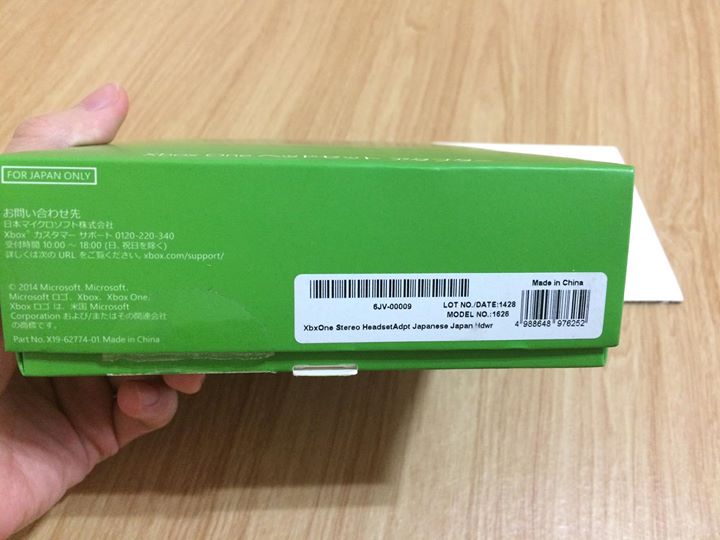 FOR JAPAN ONLY
お問い合わせ先
日本マイクロソフト株式会社
Xbox® カスタマー サポート 0120-220-340
受付時間 10:00 ～ 18:00 (日, 祝日を除く)
詳しくは次の URL をご覧ください。xbox.com/support/
© 2014 Microsoft. Microsoft,
Microsoft ロゴ、Xbox、Xbox One、
Xbox ロゴ は、米国 Microsoft
Corporation および/またはその関連会社
の商標です。
Part No. X19-62774-01 Made in China
6JV-00009
LOT NO./DATE:1428
MODEL NO.:1626
XbxOne Stereo HeadsetAdpt Japanese Japan Hdwr
Made in China
4 988648 976252